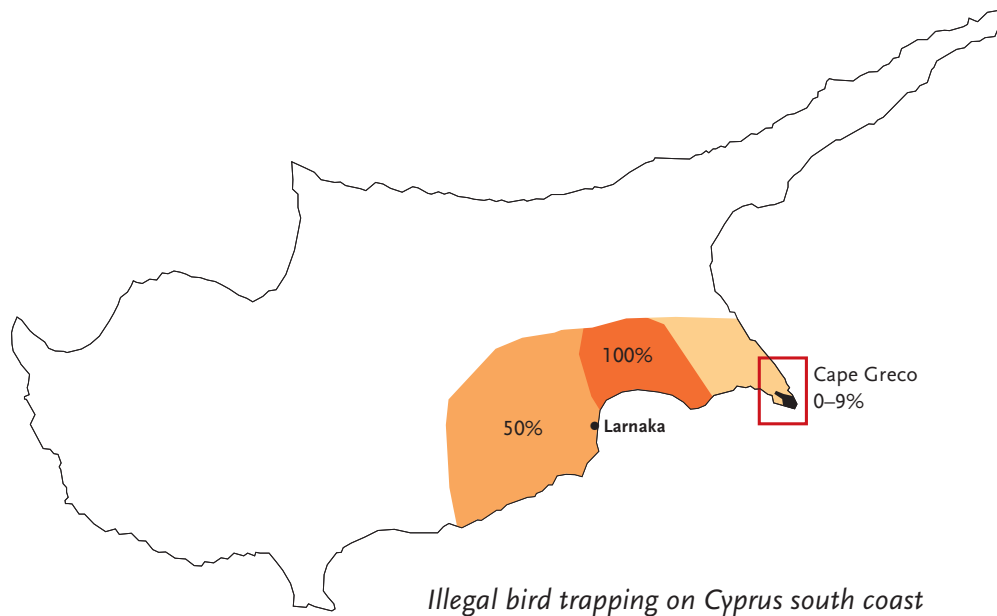 100%
Cape Greco
0–9%
50%
Larnaka
Illegal bird trapping on Cyprus south coast